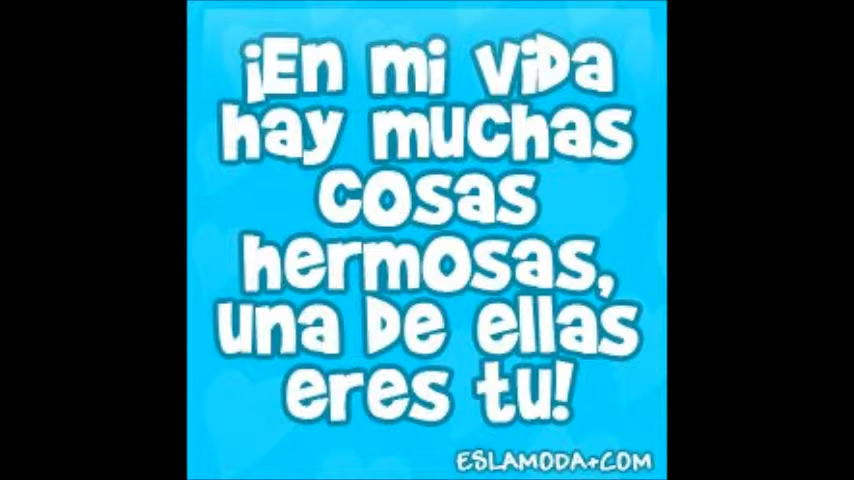 ¡En mi vida
hay muchas
cosas
hermosas,
una de ellas
eres tu!
ESLAMODA+COM